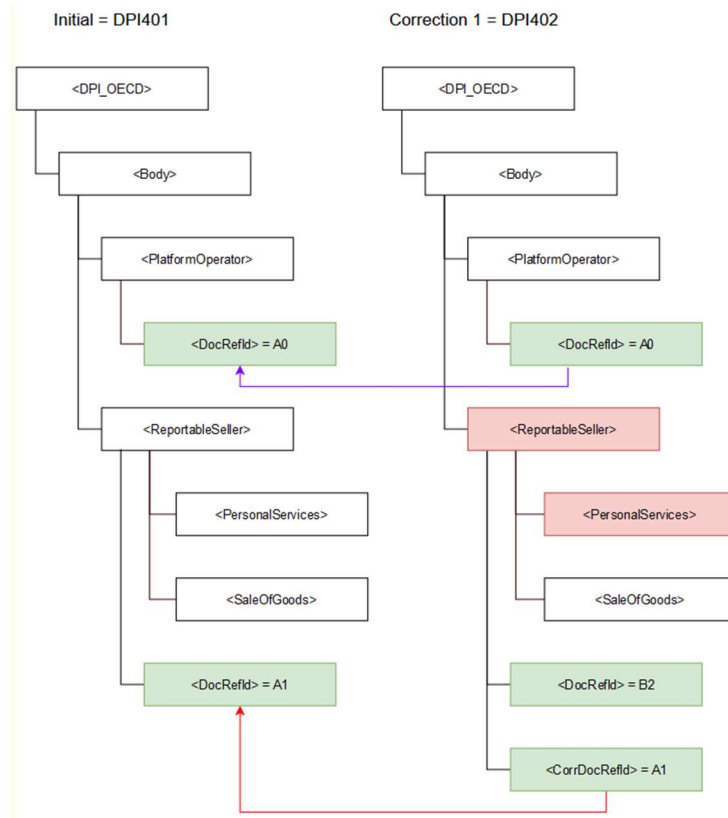 Initial = DPI401
Correction 1 = DPI402
<DPI_OECD>
<DPI_OECD>
<Body>
<Body>
<PlatformOperator>
<PlatformOperator>
<DocRefId> = A0
<DocRefId> = A0
<ReportableSeller>
<ReportableSeller>
<PersonalServices>
<PersonalServices>
<SaleOfGoods>
<SaleOfGoods>
<DocRefId> = A1
<DocRefId> = B2
<CorrDocRefId> = A1